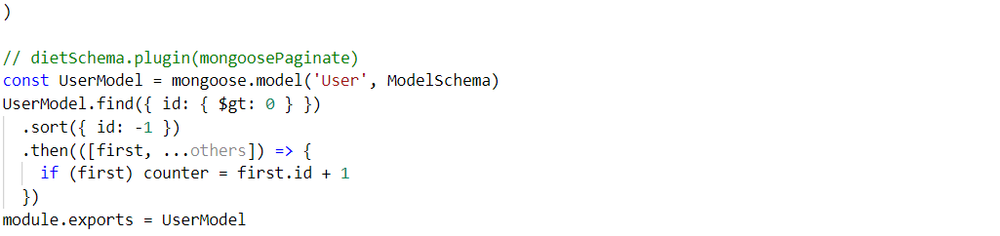 )
// dietSchema.plugin(mongoosePaginate)
const UserModel = mongoose.model('User', ModelSchema)
UserModel.find({ id: { $gt: 0 } })
  .sort({ id: -1 })
  .then(([first, ...others]) => {
    if (first) counter = first.id + 1
  })
module.exports = UserModel